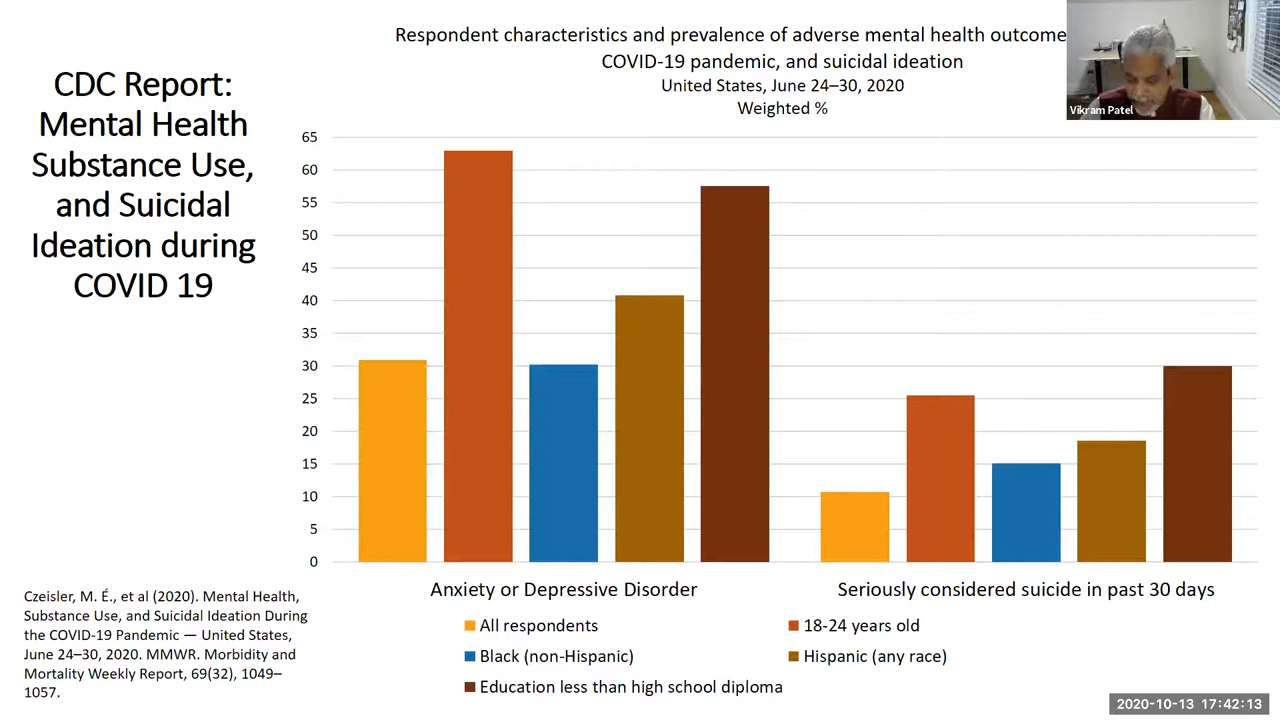 CDC Report:
Mental Health
Substance Use,
and Suicidal
Ideation during
COVID 19
Respondent characteristics and prevalence of adverse mental health outcome
COVID-19 pandemic, and suicidal ideation
United States, June 24–30, 2020
Weighted %
Vikram Patel
65
60
55
50
45
40
35
30
25
20
15
10
5
0
Anxiety or Depressive Disorder
Seriously considered suicide in past 30 days
All respondents
18-24 years old
Black (non-Hispanic)
Hispanic (any race)
Education less than high school diploma
Czeisler, M. É., et al (2020). Mental Health,
Substance Use, and Suicidal Ideation During
the COVID-19 Pandemic — United States,
June 24–30, 2020. MMWR. Morbidity and
Mortality Weekly Report, 69(32), 1049–
1057.
2020-10-13 17:42:13